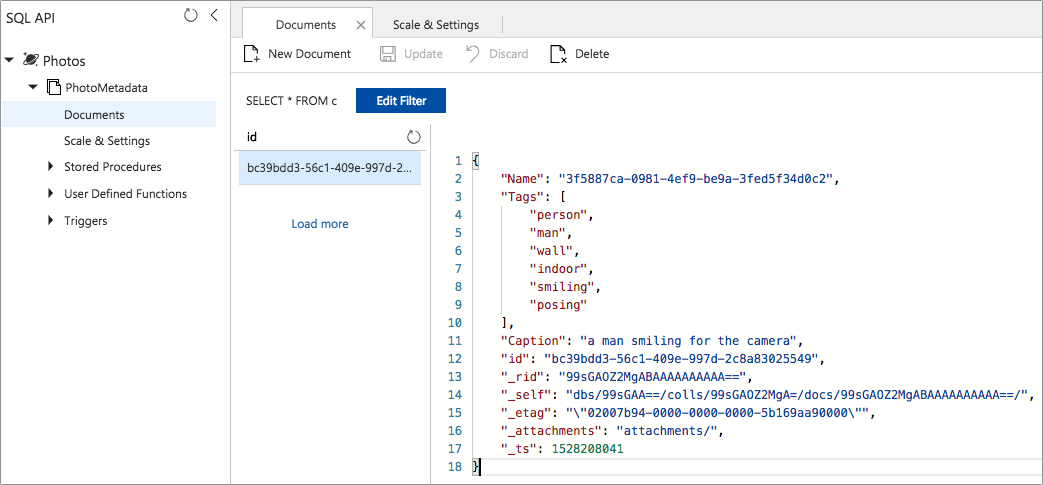 SQL API
Photos
PhotoMetadata
Documents
Scale & Settings
Stored Procedures
User Defined Functions
Triggers
Documents
Scale & Settings
New Document
Update
Discard
Delete
SELECT * FROM c
Edit Filter
id
bc39bdd3-56c1-409e-997d-2...
Load more
1 {
2 "Name": "3f5887ca-0981-4ef9-be9a-3fed5f34d0c2",
3 "Tags": [
4 "person",
5 "man",
6 "wall",
7 "indoor",
8 "smiling",
9 "posing"
10 ],
11 "Caption": "a man smiling for the camera",
12 "id": "bc39bdd3-56c1-409e-997d-2c8a83025549",
13 "_rid": "99sGAOZ2MgABAAAAAAAAAA==",
14 "_self": "dbs/99sGAA==/colls/99sGAOZ2MgA=/docs/99sGAOZ2MgABAAAAAAAAAA==/",
15 "_etag": "\"02007b94-0000-0000-0000-5b169aa90000\"",
16 "_attachments": "attachments/",
17 "_ts": 1528208041
18 }